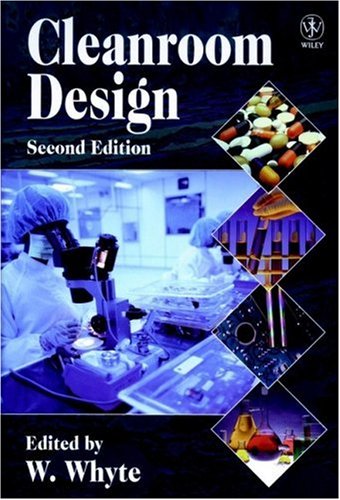 Cleanroom
Design
Second Edition
WILEY
Edited by
W. Whyte